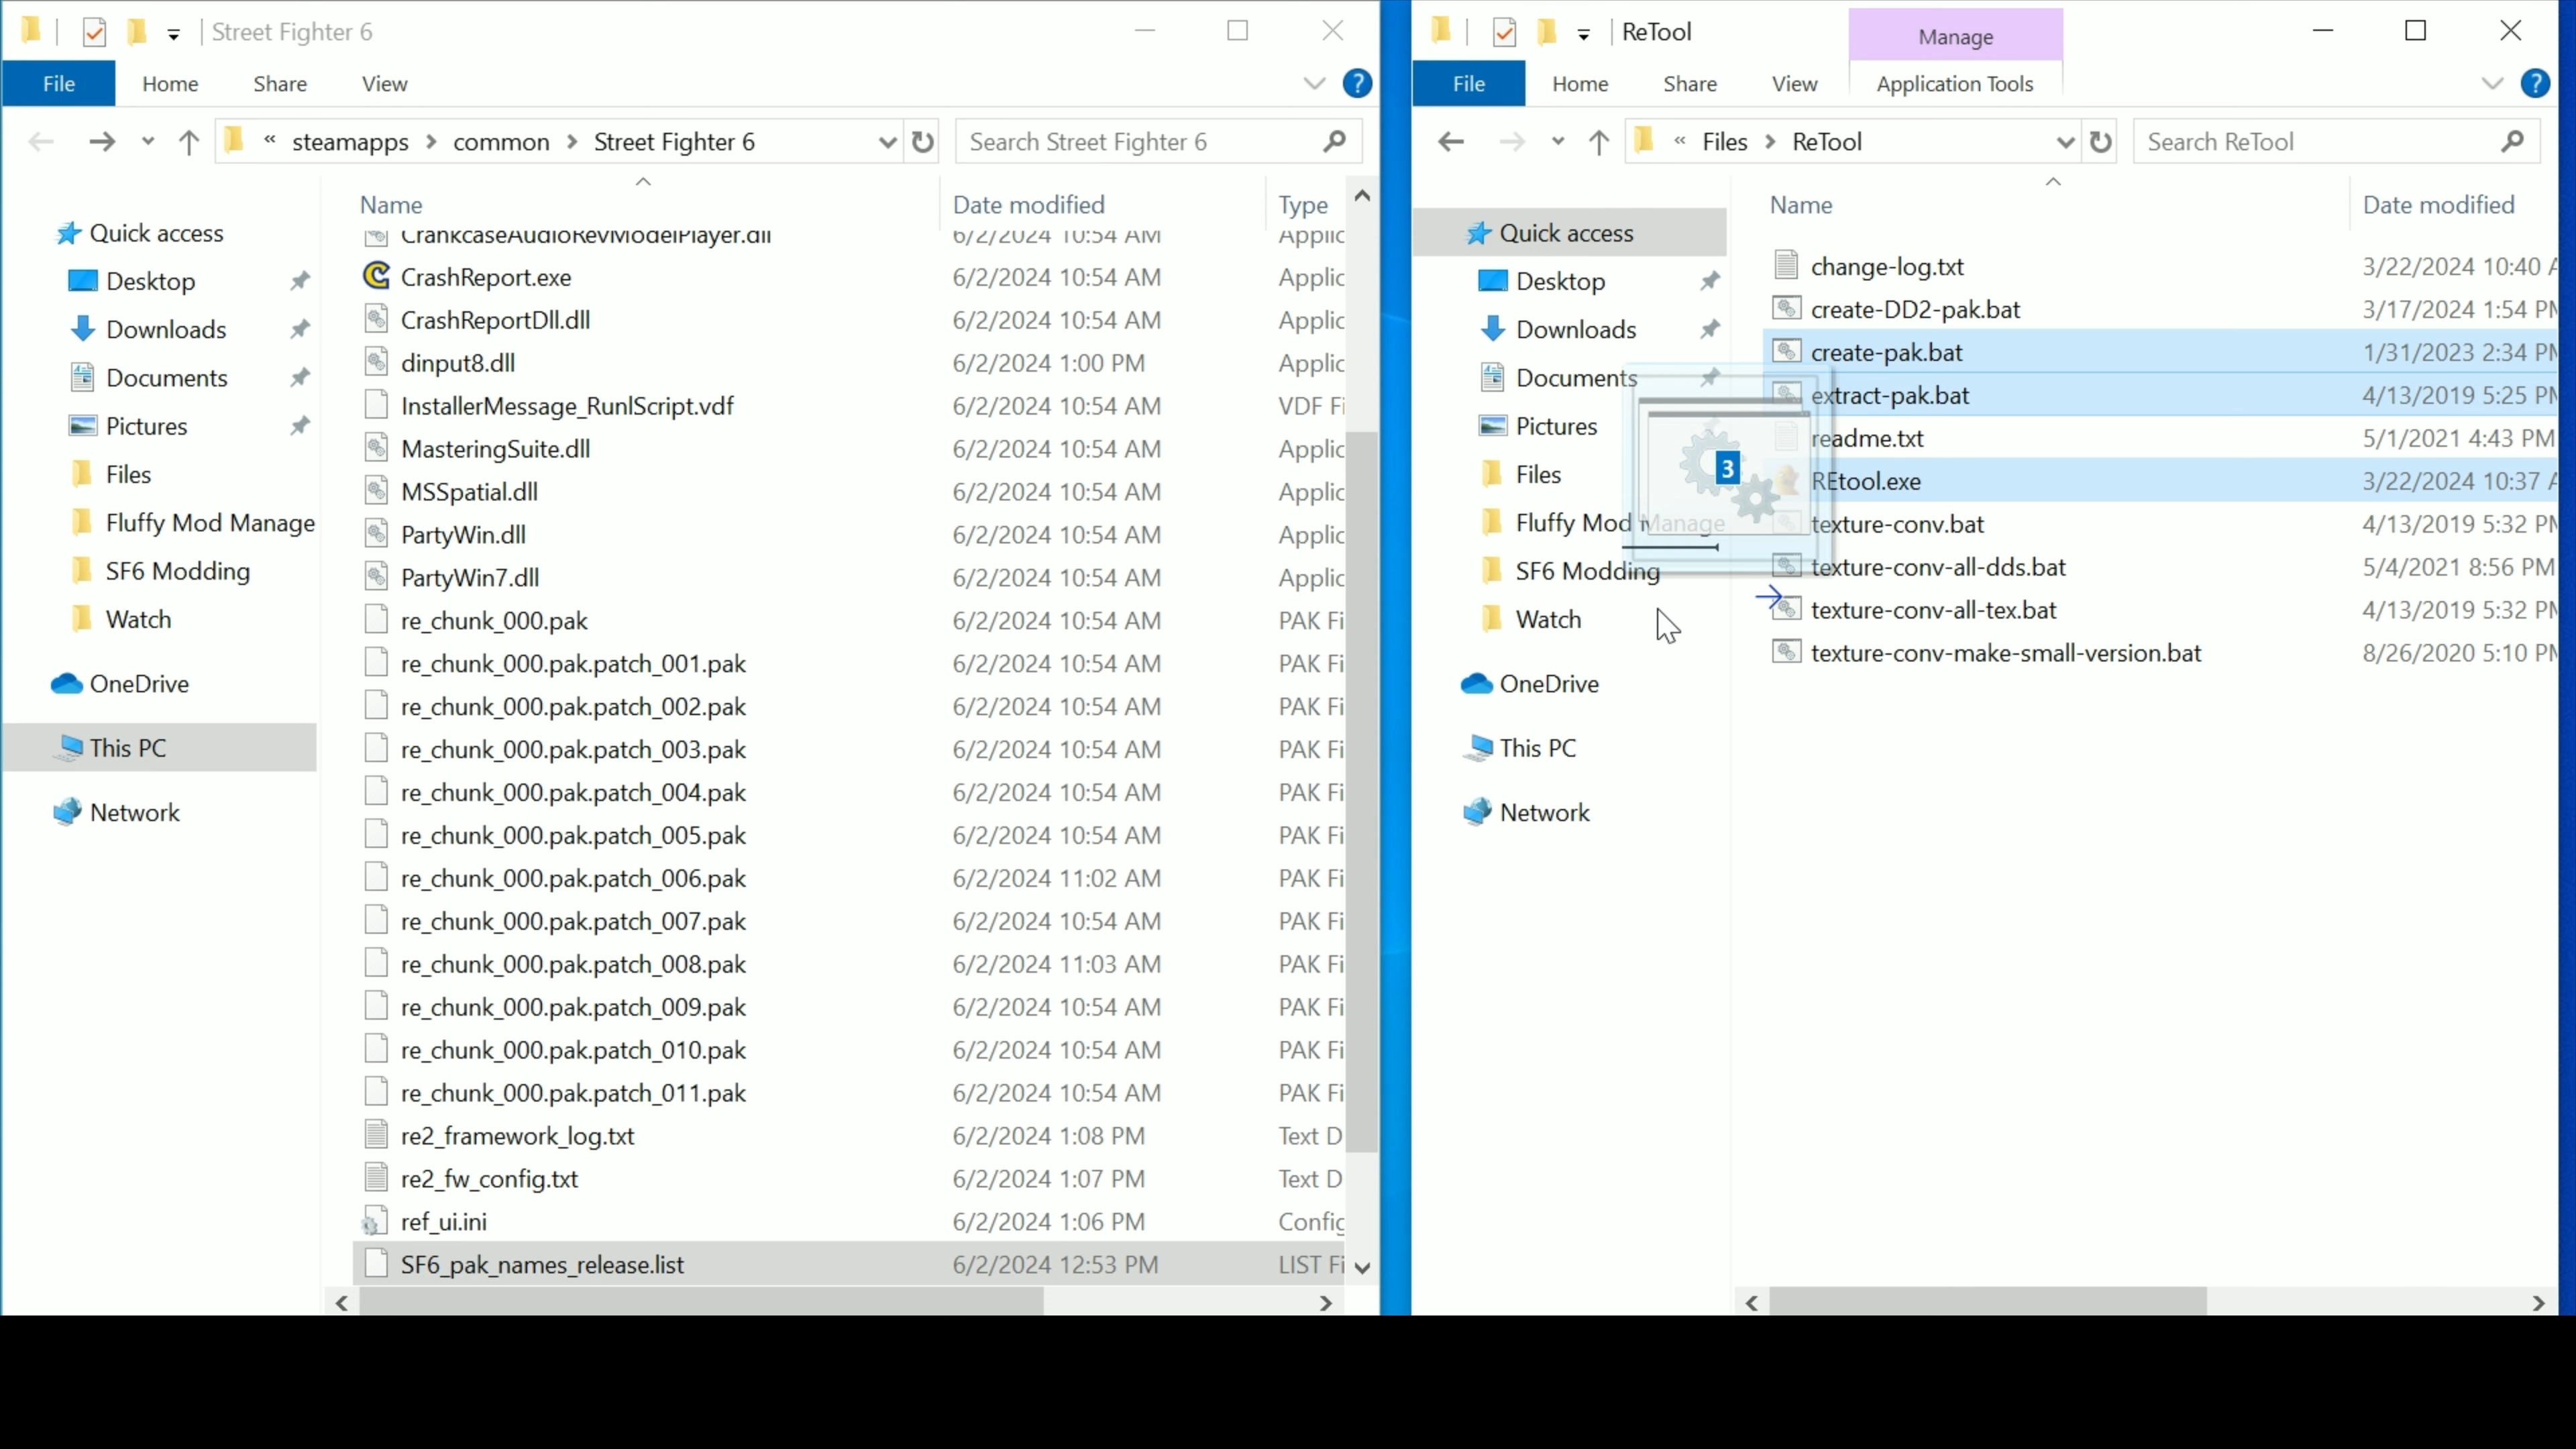 Street Fighter 6
File Home Share View
« steamapps > common > Street Fighter 6
Search Street Fighter 6
Name Date modified Type
Quick access
Desktop
Downloads
Documents
Pictures
Files
Fluffy Mod Manage
SF6 Modding
Watch
OneDrive
This PC
Network
CrankcaseAudioRevModelPlayer.dll 6/2/2024 10:54 AM Applic
CrashReport.exe 6/2/2024 10:54 AM Applic
CrashReportDll.dll 6/2/2024 10:54 AM Applic
dinput8.dll 6/2/2024 1:00 PM Applic
InstallerMessage_RunlScript.vdf 6/2/2024 10:54 AM VDF Fi
MasteringSuite.dll 6/2/2024 10:54 AM Applic
MSSpatial.dll 6/2/2024 10:54 AM Applic
PartyWin.dll 6/2/2024 10:54 AM Applic
PartyWin7.dll 6/2/2024 10:54 AM Applic
re_chunk_000.pak 6/2/2024 10:54 AM PAK Fi
re_chunk_000.pak.patch_001.pak 6/2/2024 10:54 AM PAK Fi
re_chunk_000.pak.patch_002.pak 6/2/2024 10:54 AM PAK Fi
re_chunk_000.pak.patch_003.pak 6/2/2024 10:54 AM PAK Fi
re_chunk_000.pak.patch_004.pak 6/2/2024 10:54 AM PAK Fi
re_chunk_000.pak.patch_005.pak 6/2/2024 10:54 AM PAK Fi
re_chunk_000.pak.patch_006.pak 6/2/2024 11:02 AM PAK Fi
re_chunk_000.pak.patch_007.pak 6/2/2024 10:54 AM PAK Fi
re_chunk_000.pak.patch_008.pak 6/2/2024 11:03 AM PAK Fi
re_chunk_000.pak.patch_009.pak 6/2/2024 10:54 AM PAK Fi
re_chunk_000.pak.patch_010.pak 6/2/2024 10:54 AM PAK Fi
re_chunk_000.pak.patch_011.pak 6/2/2024 10:54 AM PAK Fi
re2_framework_log.txt 6/2/2024 1:08 PM Text D
re2_fw_config.txt 6/2/2024 1:07 PM Text D
ref_ui.ini 6/2/2024 1:06 PM Config
SF6_pak_names_release.list 6/2/2024 12:53 PM LIST Fi
ReTool
Manage
File Home Share View Application Tools
« Files > ReTool
Search ReTool
Name Date modified
Quick access
Desktop
Downloads
Documents
Pictures
Files
Fluffy Mod Manage
SF6 Modding
Watch
OneDrive
This PC
Network
3
change-log.txt 3/22/2024 10:40 A
create-DD2-pak.bat 3/17/2024 1:54 PM
create-pak.bat 1/31/2023 2:34 PM
extract-pak.bat 4/13/2019 5:25 PM
readme.txt 5/1/2021 4:43 PM
REtool.exe 3/22/2024 10:37 A
texture-conv.bat 4/13/2019 5:32 PM
texture-conv-all-dds.bat 5/4/2021 8:56 PM
texture-conv-all-tex.bat 4/13/2019 5:32 PM
texture-conv-make-small-version.bat 8/26/2020 5:10 PM